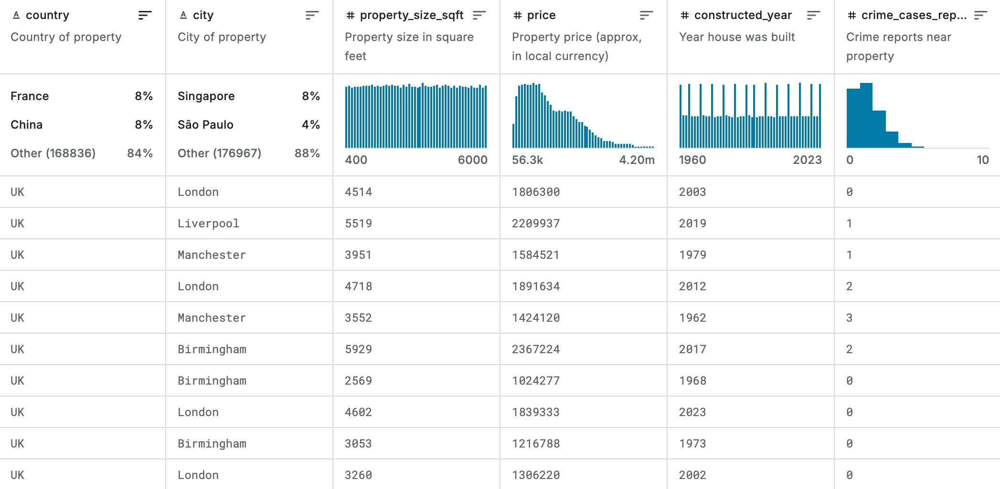 A country
Country of property
A city
City of property
# property_size_sqft
Property size in square
feet
# price
Property price (approx,
in local currency)
# constructed_year
Year house was built
# crime_cases_rep...
Crime reports near
property
France 8%
China 8%
Other (168836) 84%
Singapore 8%
São Paulo 4%
Other (176967) 88%
400 6000
56.3k 4.20m
1960 2023
0 10
UK London 4514 1806300 2003 0
UK Liverpool 5519 2209937 2019 1
UK Manchester 3951 1584521 1979 1
UK London 4718 1891634 2012 2
UK Manchester 3552 1424120 1962 3
UK Birmingham 5929 2367224 2017 2
UK Birmingham 2569 1024277 1968 0
UK London 4602 1839333 2023 0
UK Birmingham 3053 1216788 1973 0
UK London 3260 1306220 2002 0